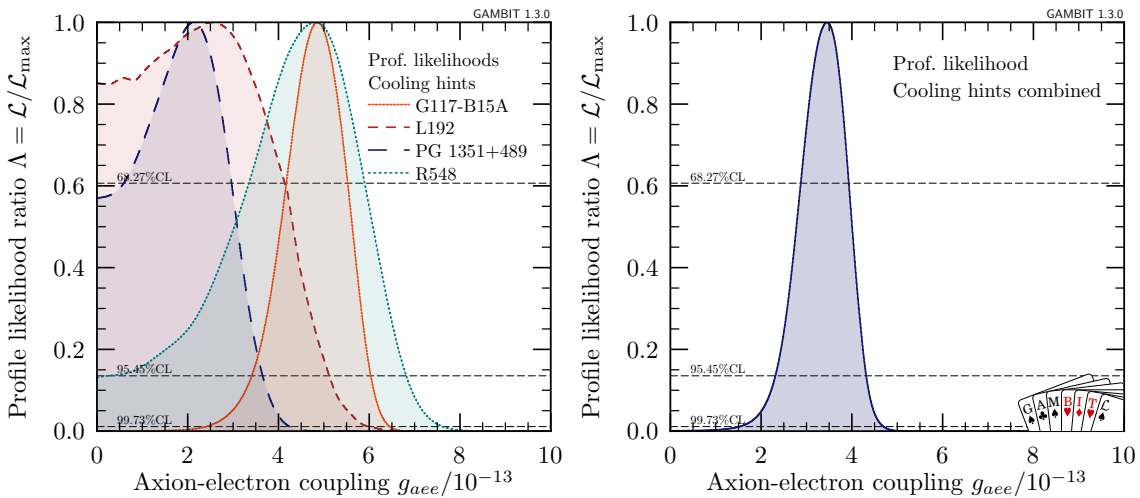 GAMBIT 1.3.0
Profile likelihood ratio Λ = ℒ/ℒmax
1.0
0.8
0.6
0.4
0.2
0.0
Prof. likelihoods
Cooling hints
G117-B15A
L192
PG 1351+489
R548
68.27%CL
95.45%CL
99.73%CL
0 2 4 6 8 10
Axion-electron coupling gaee/10⁻¹³
GAMBIT 1.3.0
Profile likelihood ratio Λ = ℒ/ℒmax
1.0
0.8
0.6
0.4
0.2
0.0
Prof. likelihood
Cooling hints combined
68.27%CL
95.45%CL
99.73%CL
G A M B I T
0 2 4 6 8 10
Axion-electron coupling gaee/10⁻¹³